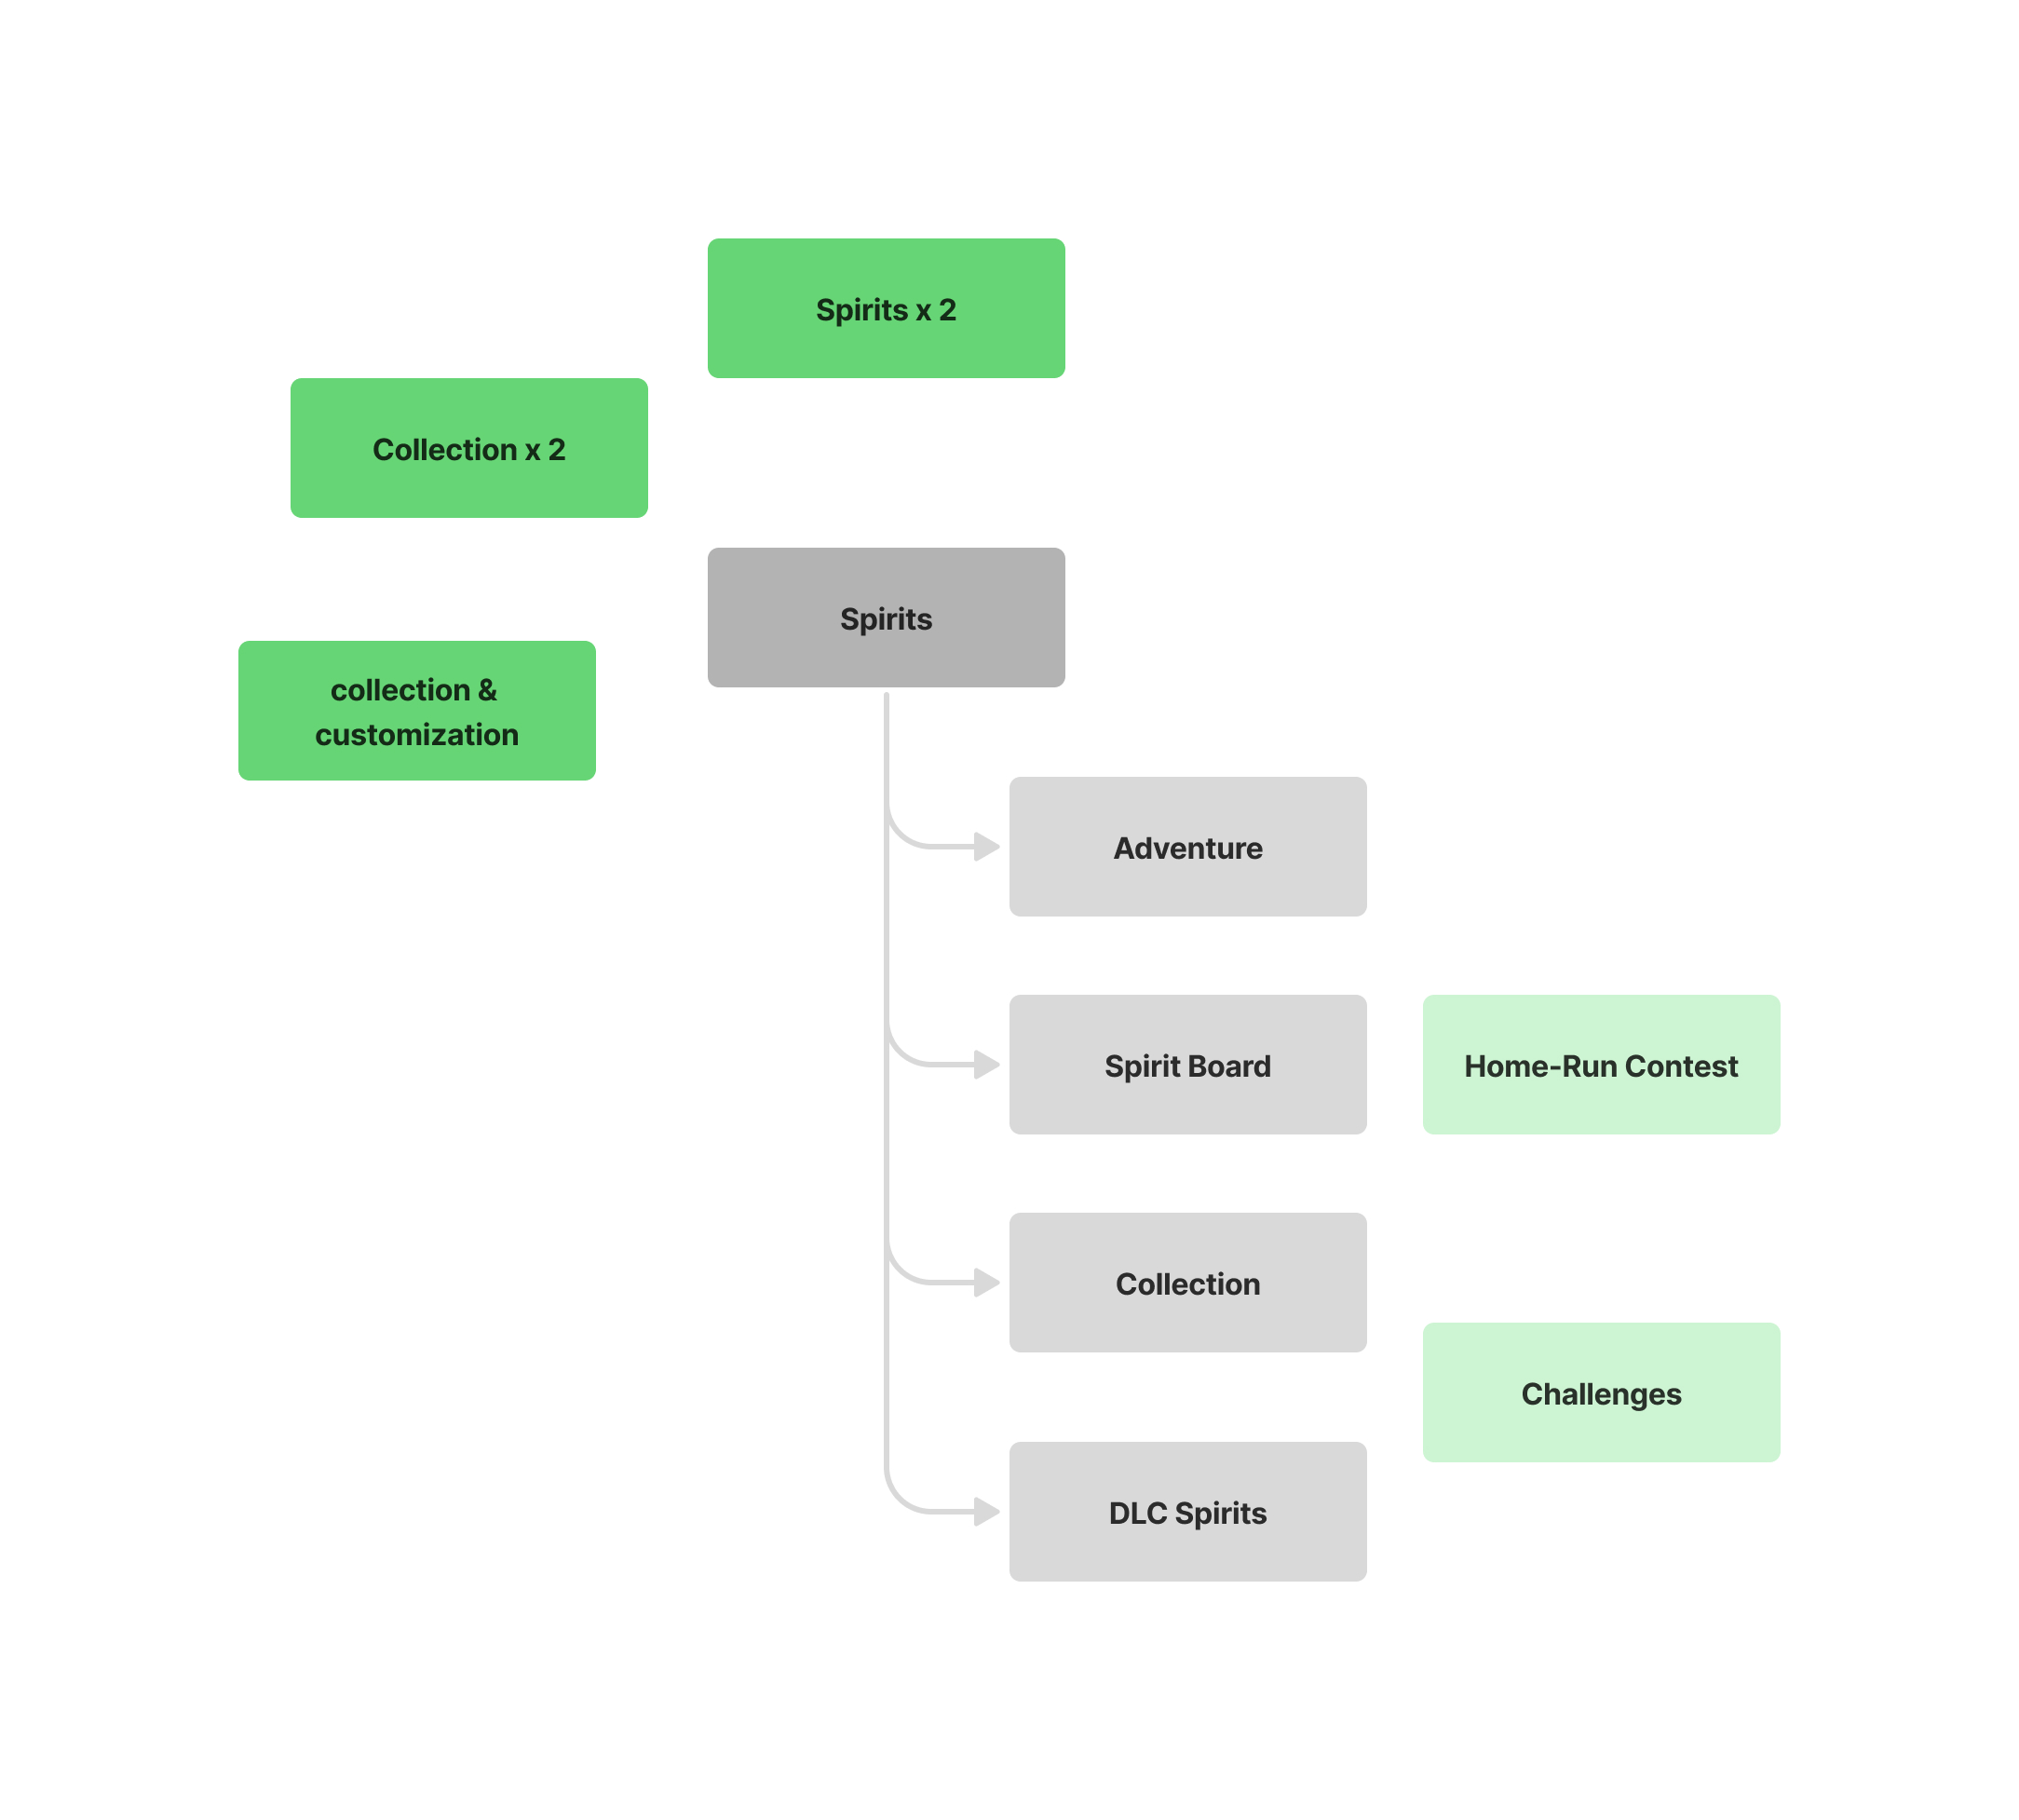 Spirits x 2
Collection x 2
Spirits
collection &
customization
Adventure
Spirit Board
Home-Run Contest
Collection
Challenges
DLC Spirits